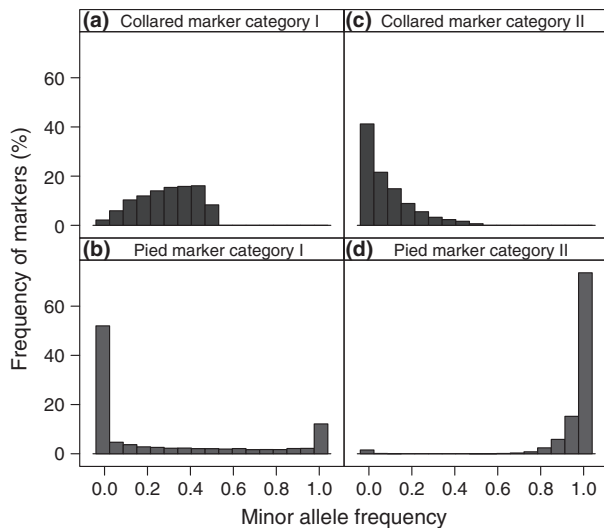 (a) Collared marker category I
(c) Collared marker category II
60
40
20
0
(b) Pied marker category I
(d) Pied marker category II
60
40
20
0
0.0 0.2 0.4 0.6 0.8 1.0
0.0 0.2 0.4 0.6 0.8 1.0
Frequency of markers (%)
Minor allele frequency